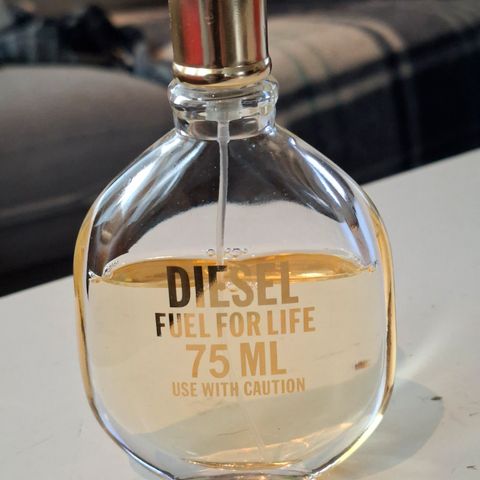 DIESEL
FUEL FOR LIFE
75 ML
USE WITH CAUTION